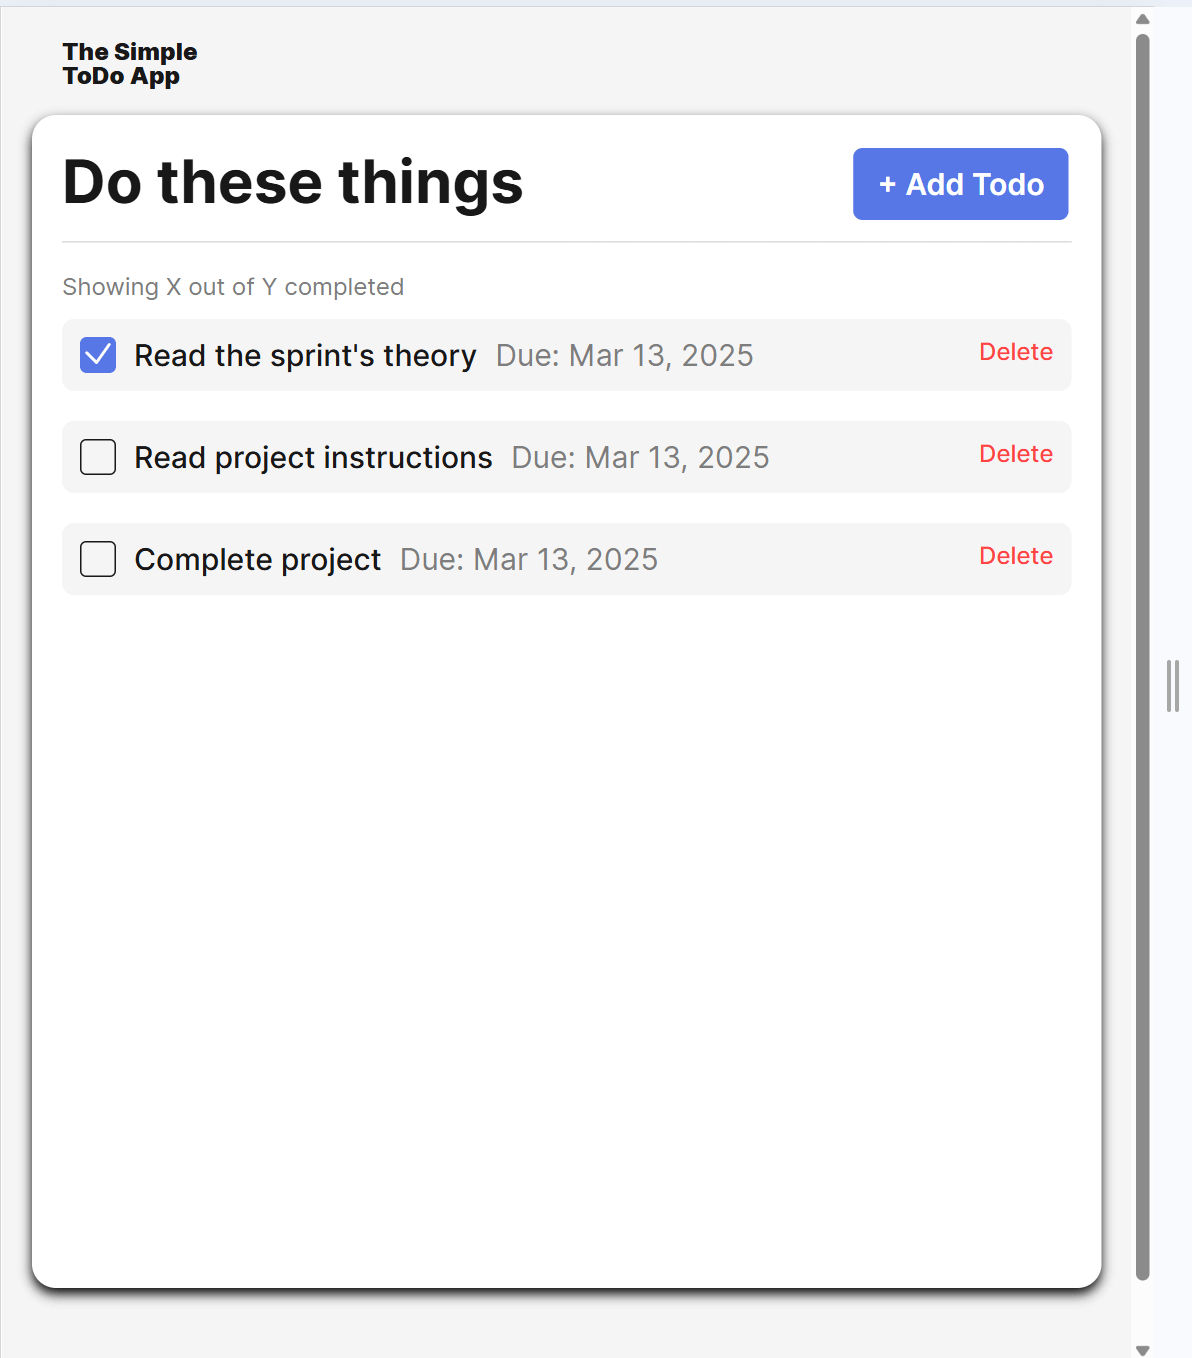 The Simple
ToDo App
Do these things
+ Add Todo
Showing X out of Y completed
Read the sprint's theory Due: Mar 13, 2025 Delete
Read project instructions Due: Mar 13, 2025 Delete
Complete project Due: Mar 13, 2025 Delete